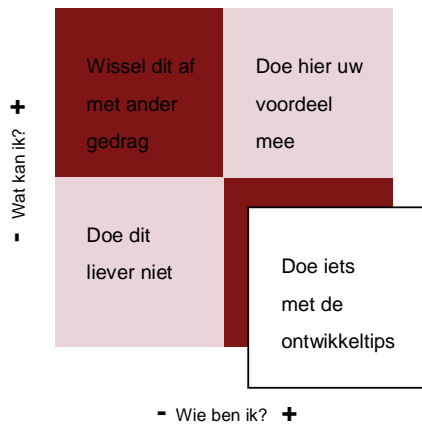 Wissel dit af
met ander
gedrag
Doe hier uw
voordeel
mee
- Wat kan ik? +
Doe dit
liever niet
Doe iets
met de
ontwikkeltips
- Wie ben ik? +